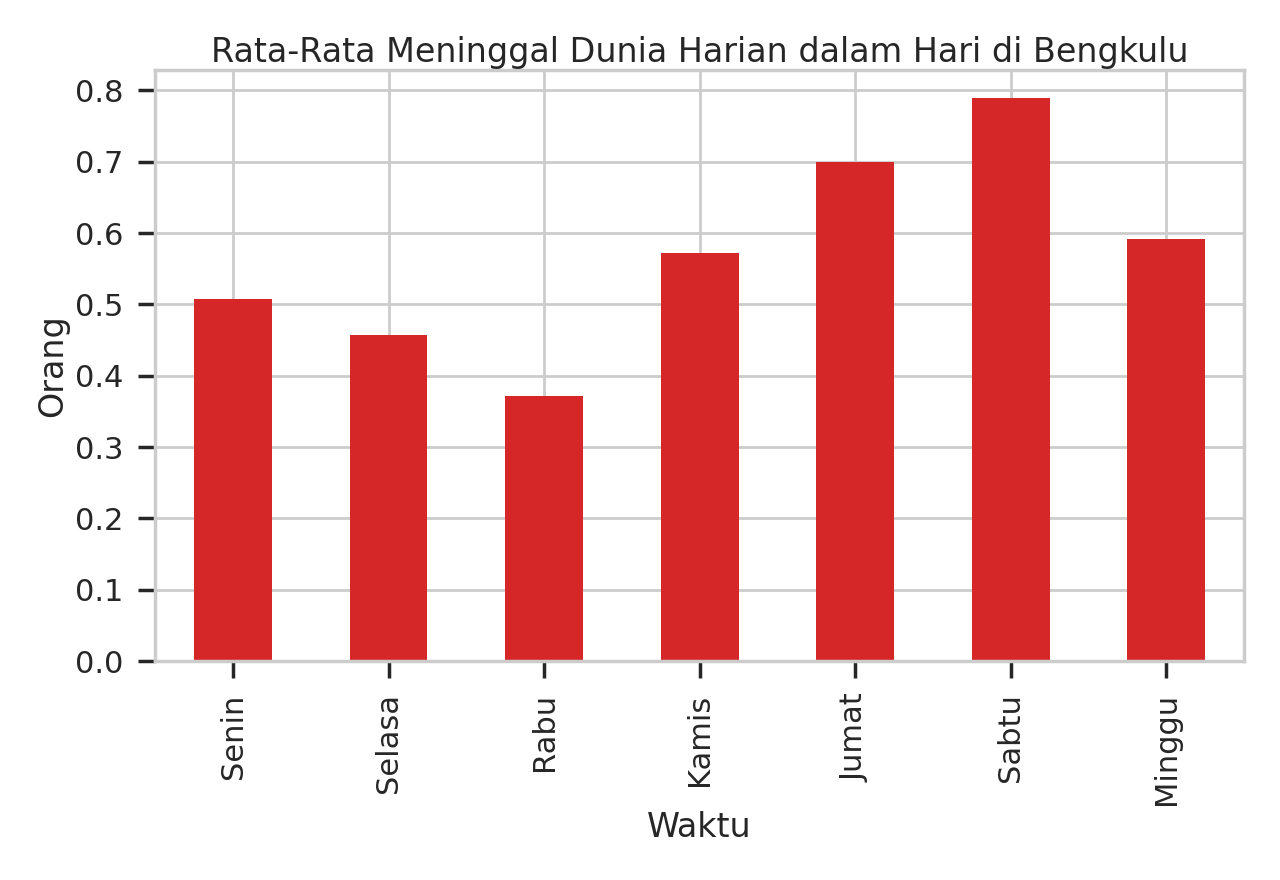 Rata-Rata Meninggal Dunia Harian dalam Hari di Bengkulu
0.8
0.7
0.6
0.5
0.4
0.3
0.2
0.1
0.0
Orang
Senin
Selasa
Rabu
Kamis
Jumat
Sabtu
Minggu
Waktu